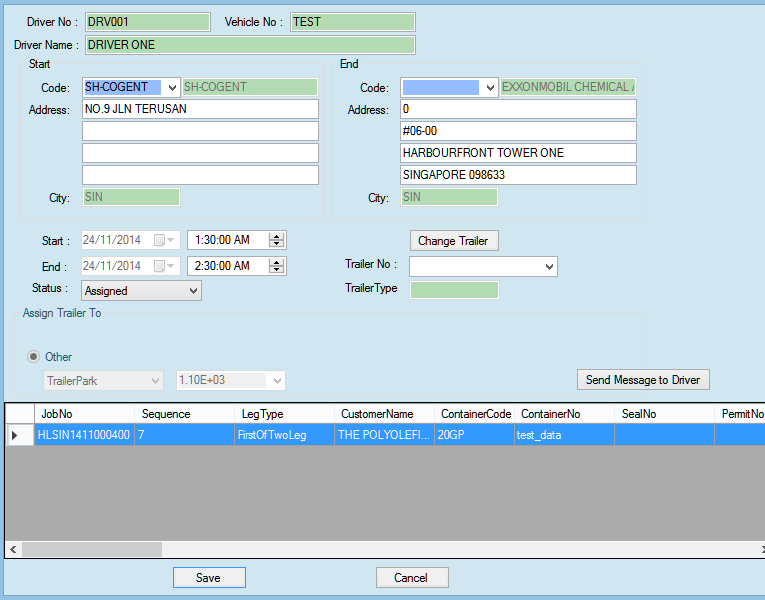 Driver No : DRV001 Vehicle No : TEST
Driver Name : DRIVER ONE
Start
Code: SH-COGENT SH-COGENT
Address: NO.9 JLN TERUSAN
City: SIN
End
Code: EXXONMOBIL CHEMICAL
Address: 0
#06-00
HARBOURFRONT TOWER ONE
SINGAPORE 098633
City: SIN
Start : 24/11/2014 1:30:00 AM
End : 24/11/2014 2:30:00 AM
Status : Assigned
Change Trailer
Trailer No :
TrailerType
Assign Trailer To
Other
TrailerPark 1.10E+03
Send Message to Driver
JobNo Sequence LegType CustomerName ContainerCode ContainerNo SealNo PermitNo
HLSIN1411000400 7 FirstOfTwoLeg THE POLYOLEFI... 20GP test_data
Save Cancel